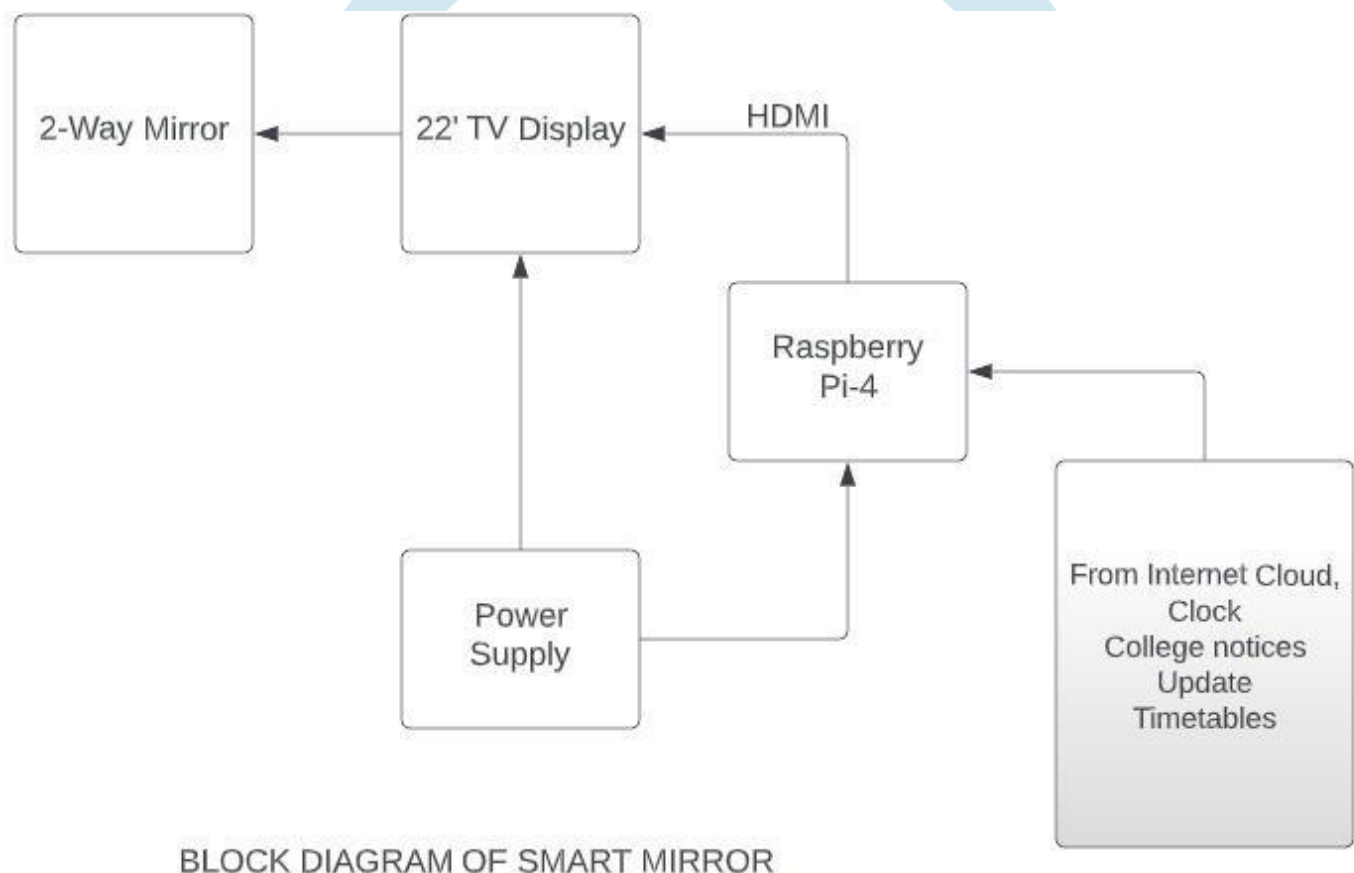 2-Way Mirror
22' TV Display
HDMI
Raspberry
Pi-4
Power
Supply
From Internet Cloud,
Clock
College notices
Update
Timetables
BLOCK DIAGRAM OF SMART MIRROR